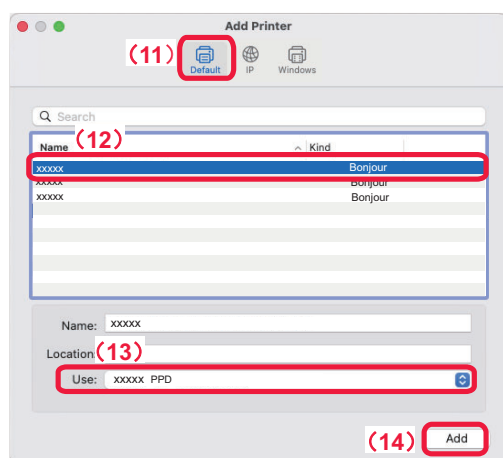 Add Printer
(11)
Default IP Windows
Search
(12)
Name Kind
xxxxx Bonjour
xxxxx Bonjour
xxxxx Bonjour
Name: xxxxx
Location:
(13)
Use: xxxxx PPD
(14) Add